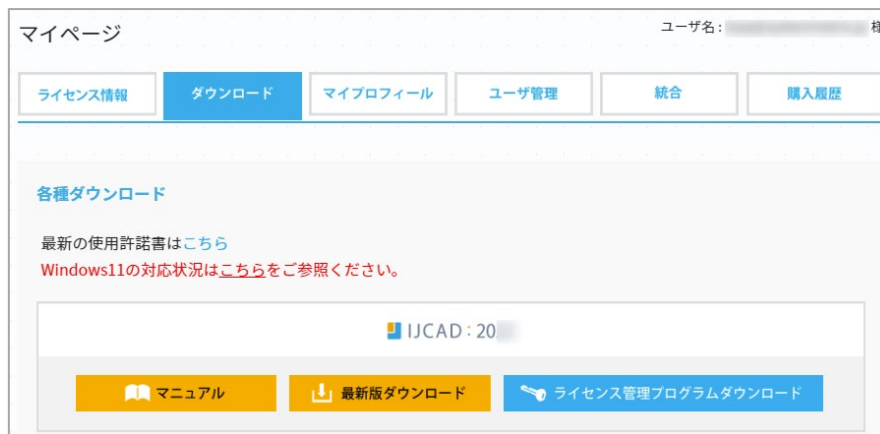 マイページ
ユーザ名: 様
ライセンス情報 ダウンロード マイプロフィール ユーザ管理 統合 購入履歴
各種ダウンロード
最新の使用許諾書はこちら
Windows11の対応状況はこちらをご参照ください。
IJCAD:20
マニュアル 最新版ダウンロード ライセンス管理プログラムダウンロード